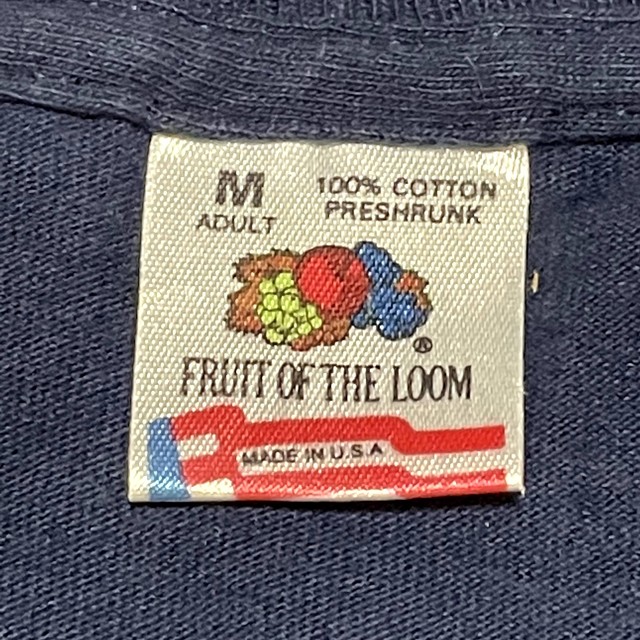 M 100% COTTON
ADULT PRESHRUNK
®
FRUIT OF THE LOOM
MADE IN U.S.A